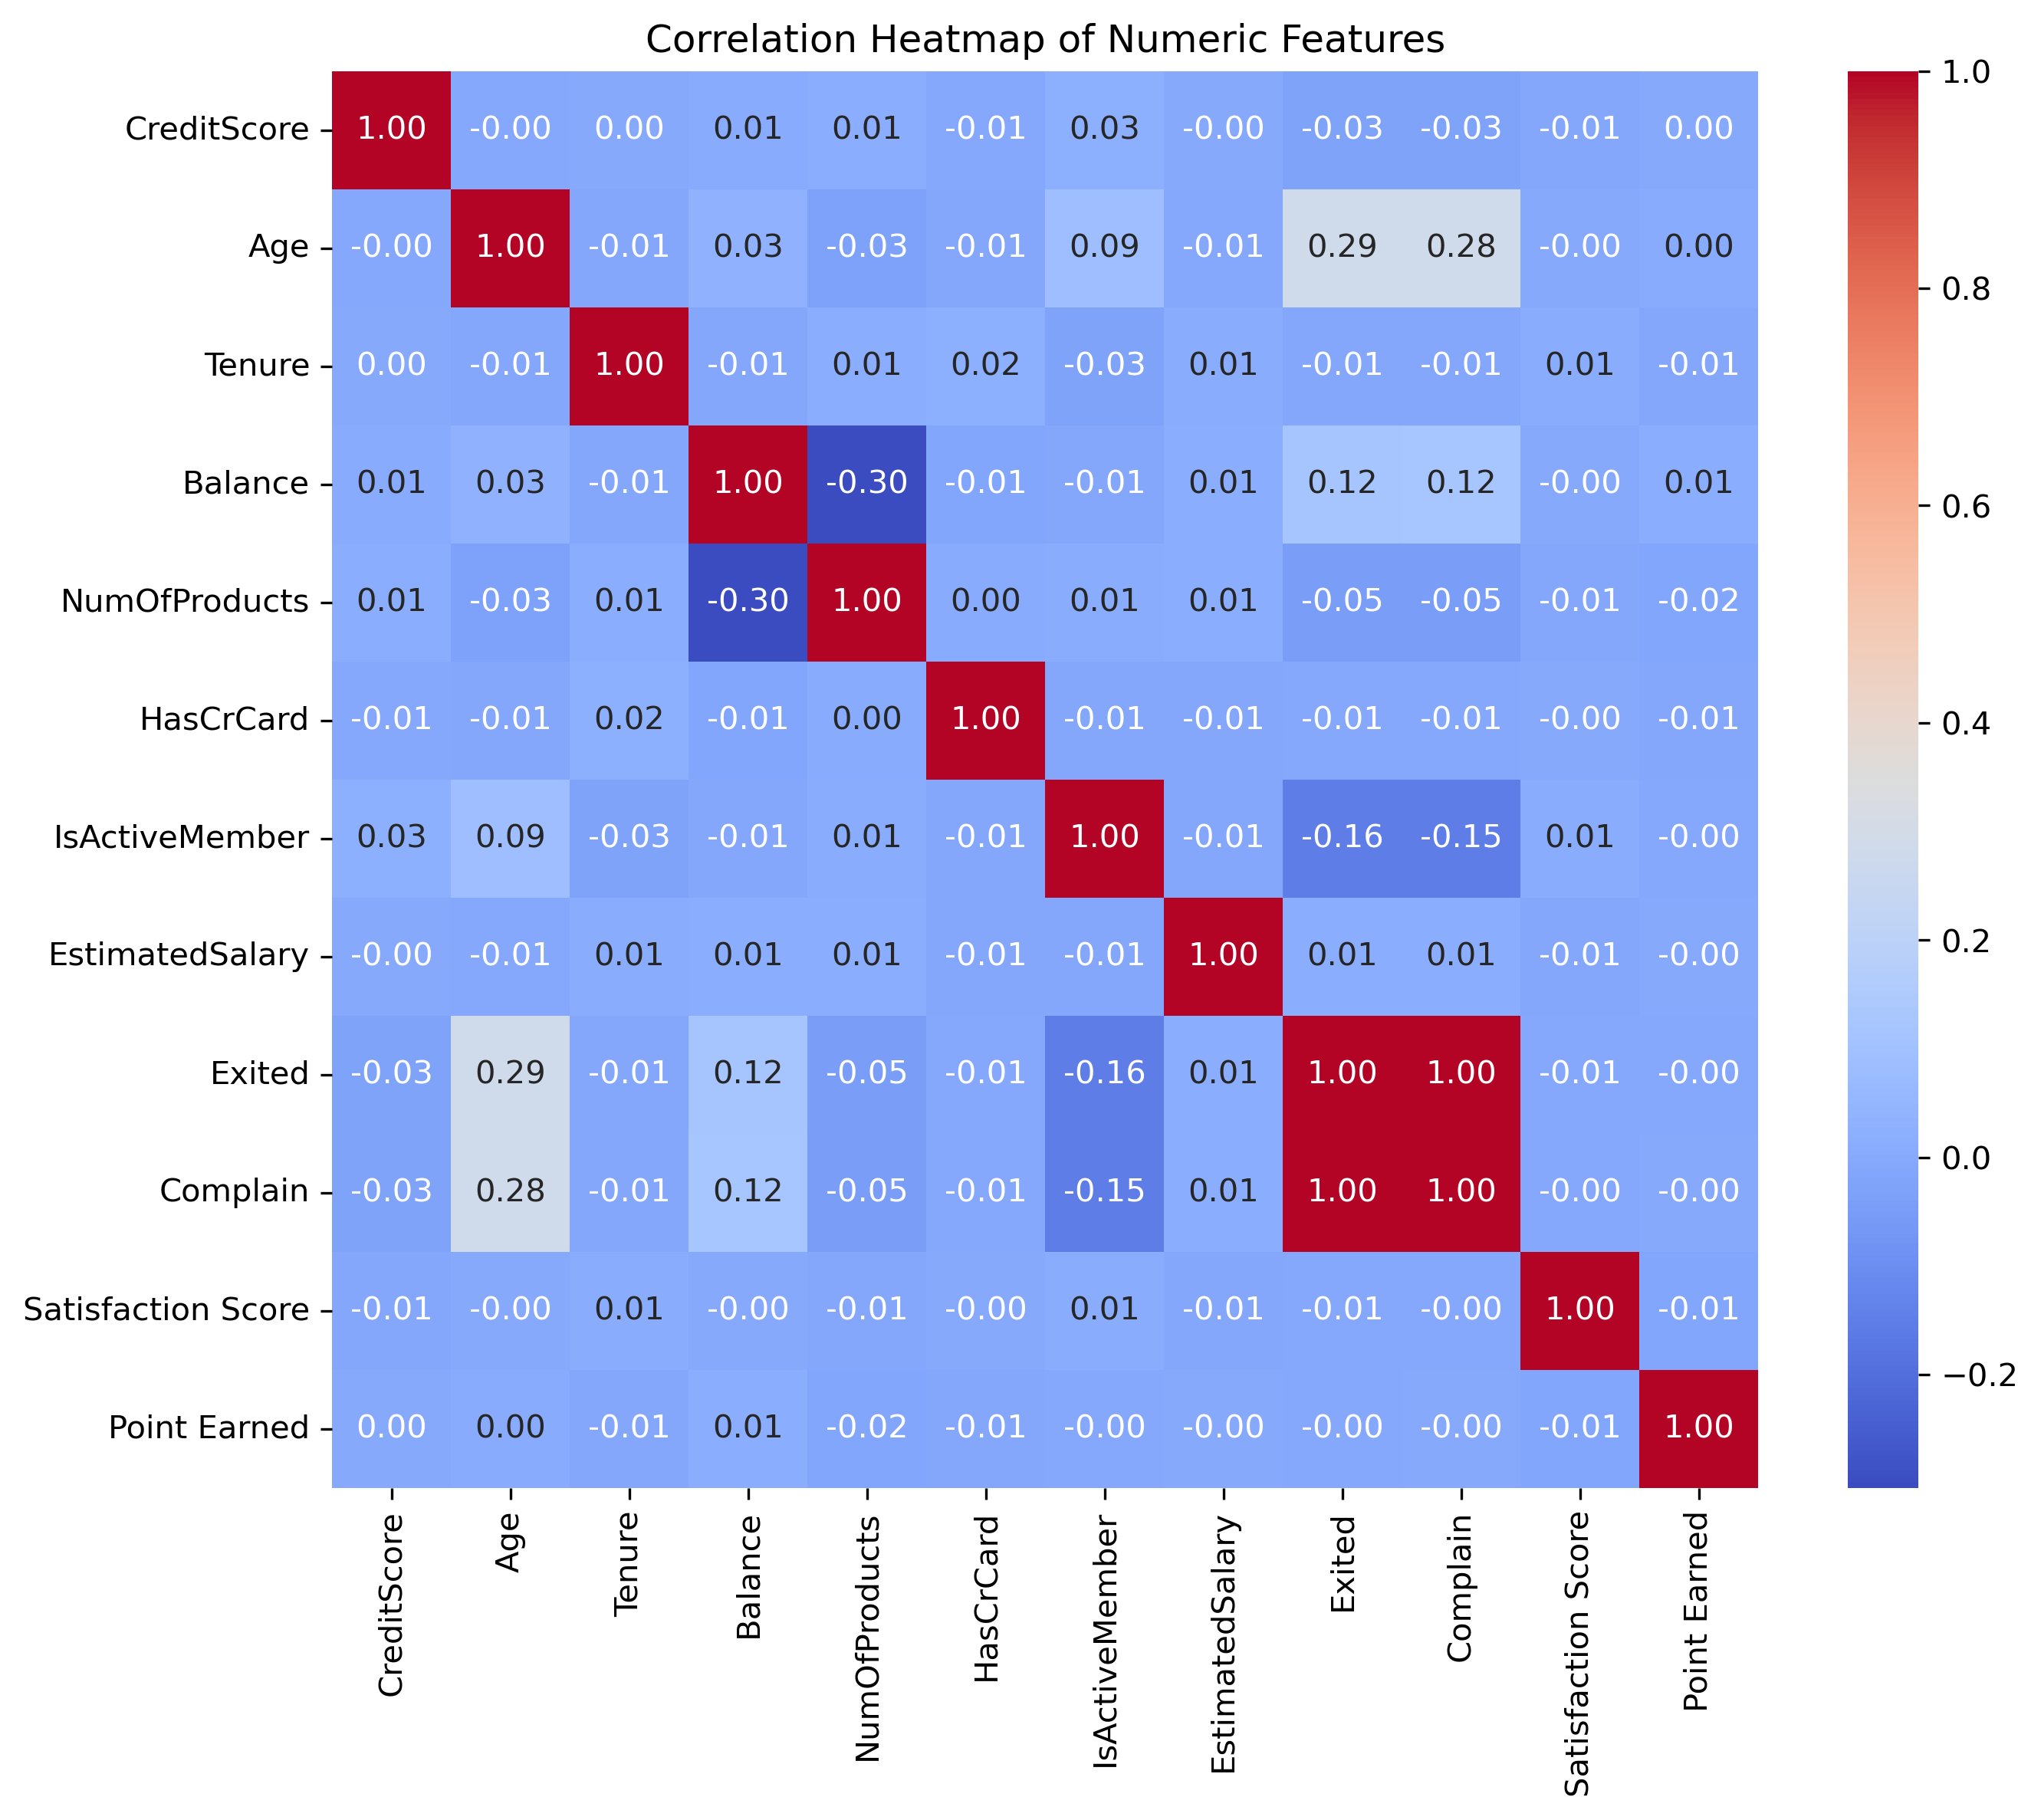 Correlation Heatmap of Numeric Features
CreditScore 1.00 -0.00 0.00 0.01 0.01 -0.01 0.03 -0.00 -0.03 -0.03 -0.01 0.00
Age -0.00 1.00 -0.01 0.03 -0.03 -0.01 0.09 -0.01 0.29 0.28 -0.00 0.00
Tenure 0.00 -0.01 1.00 -0.01 0.01 0.02 -0.03 0.01 -0.01 -0.01 0.01 -0.01
Balance 0.01 0.03 -0.01 1.00 -0.30 -0.01 -0.01 0.01 0.12 0.12 -0.00 0.01
NumOfProducts 0.01 -0.03 0.01 -0.30 1.00 0.00 0.01 0.01 -0.05 -0.05 -0.01 -0.02
HasCrCard -0.01 -0.01 0.02 -0.01 0.00 1.00 -0.01 -0.01 -0.01 -0.01 -0.00 -0.01
IsActiveMember 0.03 0.09 -0.03 -0.01 0.01 -0.01 1.00 -0.01 -0.16 -0.15 0.01 -0.00
EstimatedSalary -0.00 -0.01 0.01 0.01 0.01 -0.01 -0.01 1.00 0.01 0.01 -0.01 -0.00
Exited -0.03 0.29 -0.01 0.12 -0.05 -0.01 -0.16 0.01 1.00 1.00 -0.01 -0.00
Complain -0.03 0.28 -0.01 0.12 -0.05 -0.01 -0.15 0.01 1.00 1.00 -0.00 -0.00
Satisfaction Score -0.01 -0.00 0.01 -0.00 -0.01 -0.00 0.01 -0.01 -0.01 -0.00 1.00 -0.01
Point Earned 0.00 0.00 -0.01 0.01 -0.02 -0.01 -0.00 -0.00 -0.00 -0.00 -0.01 1.00
CreditScore
Age
Tenure
Balance
NumOfProducts
HasCrCard
IsActiveMember
EstimatedSalary
Exited
Complain
Satisfaction Score
Point Earned
1.0
0.8
0.6
0.4
0.2
0.0
−0.2